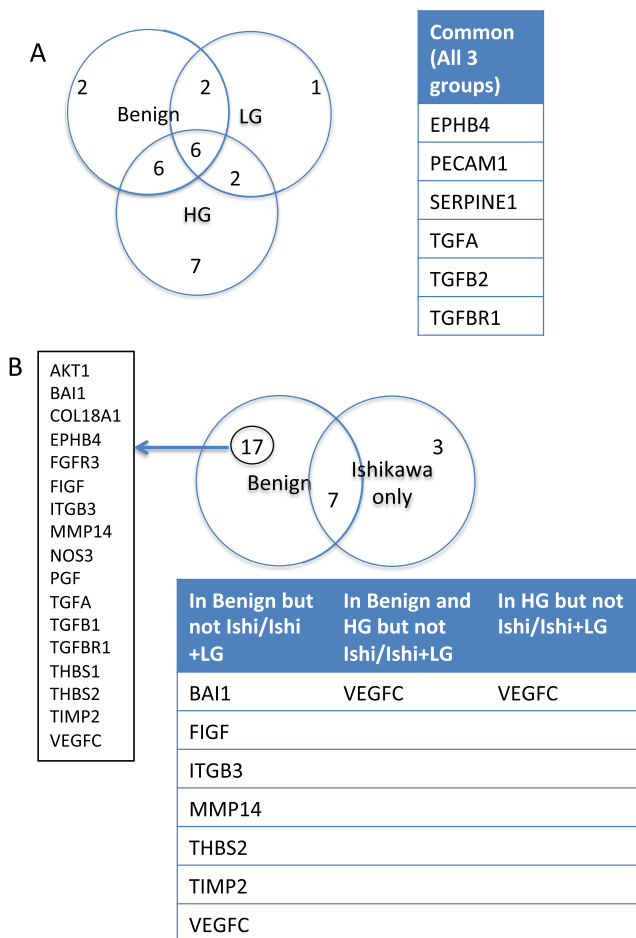 A
2
2
1
Benign
LG
6
6
2
HG
7
Common
(All 3
groups)
EPHB4
PECAM1
SERPINE1
TGFA
TGFB2
TGFBR1
B
AKT1
BAI1
COL18A1
EPHB4
FGFR3
FIGF
ITGB3
MMP14
NOS3
PGF
TGFA
TGFB1
TGFBR1
THBS1
THBS2
TIMP2
VEGFC
17
Benign
7
Ishikawa
only
3
In Benign but
not Ishi/Ishi
+LG
In Benign and
HG but not
Ishi/Ishi+LG
In HG but not
Ishi/Ishi+LG
BAI1 VEGFC VEGFC
FIGF
ITGB3
MMP14
THBS2
TIMP2
VEGFC